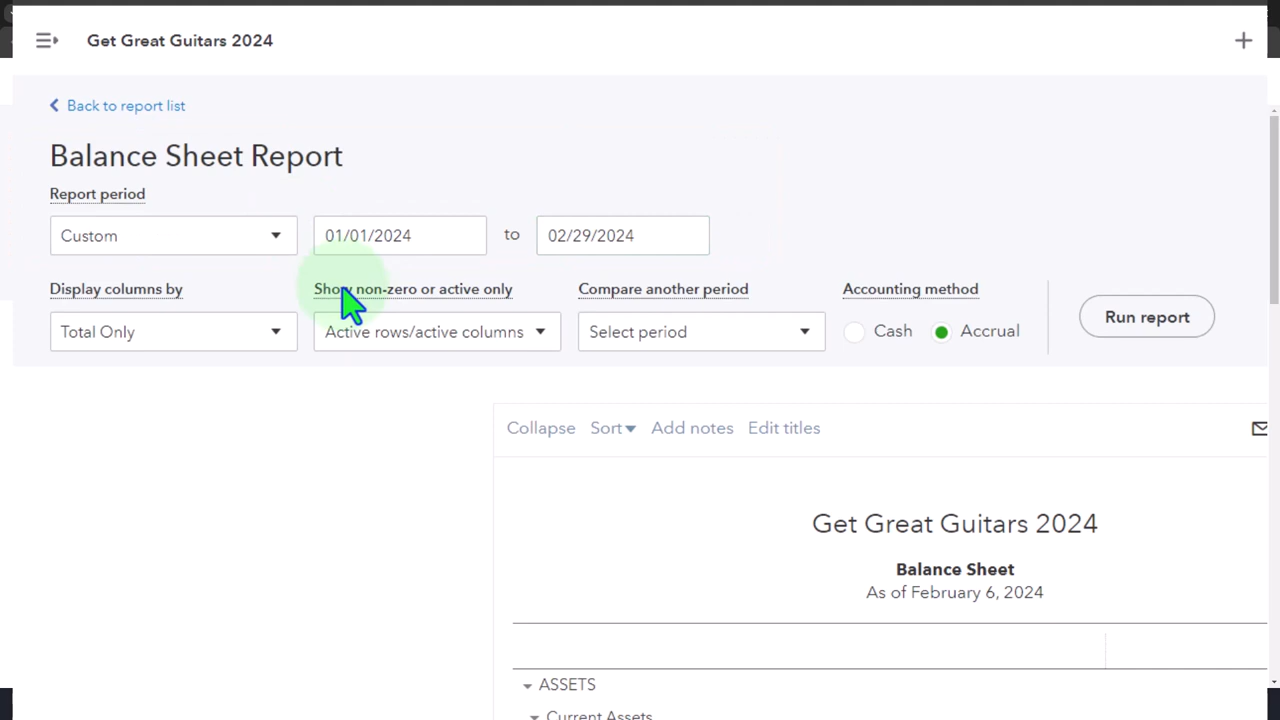 Get Great Guitars 2024
Back to report list
Balance Sheet Report
Report period
Custom 01/01/2024 to 02/29/2024
Display columns by Show non-zero or active only Compare another period Accounting method
Total Only Active rows/active columns Select period Cash Accrual Run report
Collapse Sort Add notes Edit titles
Get Great Guitars 2024
Balance Sheet
As of February 6, 2024
ASSETS
Current Assets